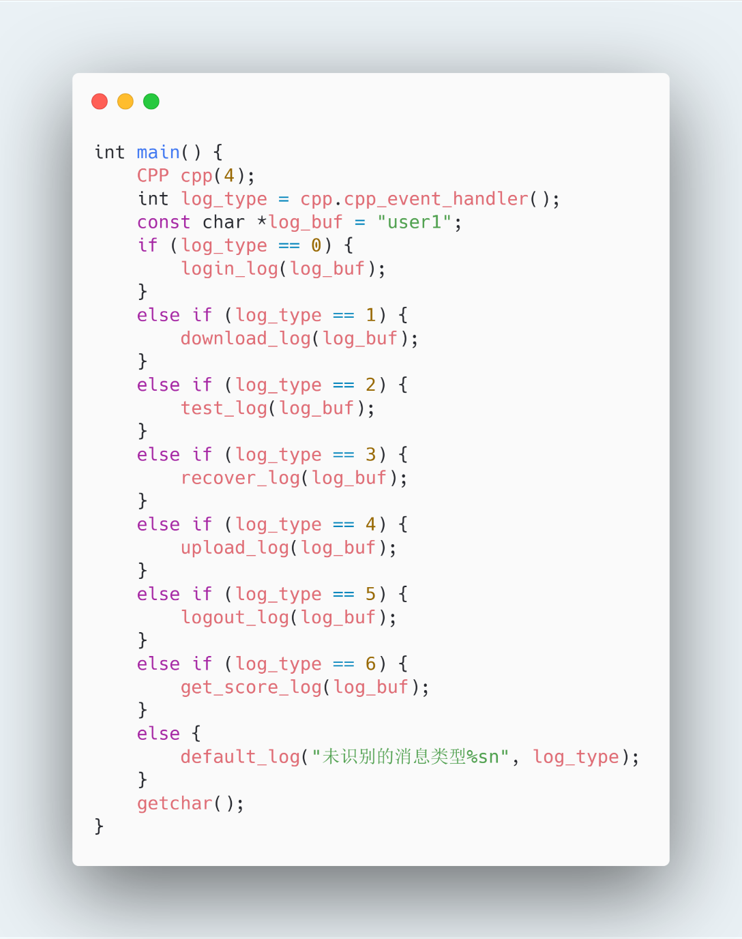 int main() {
    CPP cpp(4);
    int log_type = cpp.cpp_event_handler();
    const char *log_buf = "user1";
    if (log_type == 0) {
        login_log(log_buf);
    }
    else if (log_type == 1) {
        download_log(log_buf);
    }
    else if (log_type == 2) {
        test_log(log_buf);
    }
    else if (log_type == 3) {
        recover_log(log_buf);
    }
    else if (log_type == 4) {
        upload_log(log_buf);
    }
    else if (log_type == 5) {
        logout_log(log_buf);
    }
    else if (log_type == 6) {
        get_score_log(log_buf);
    }
    else {
        default_log("未识别的消息类型%sn", log_type);
    }
    getchar();
}